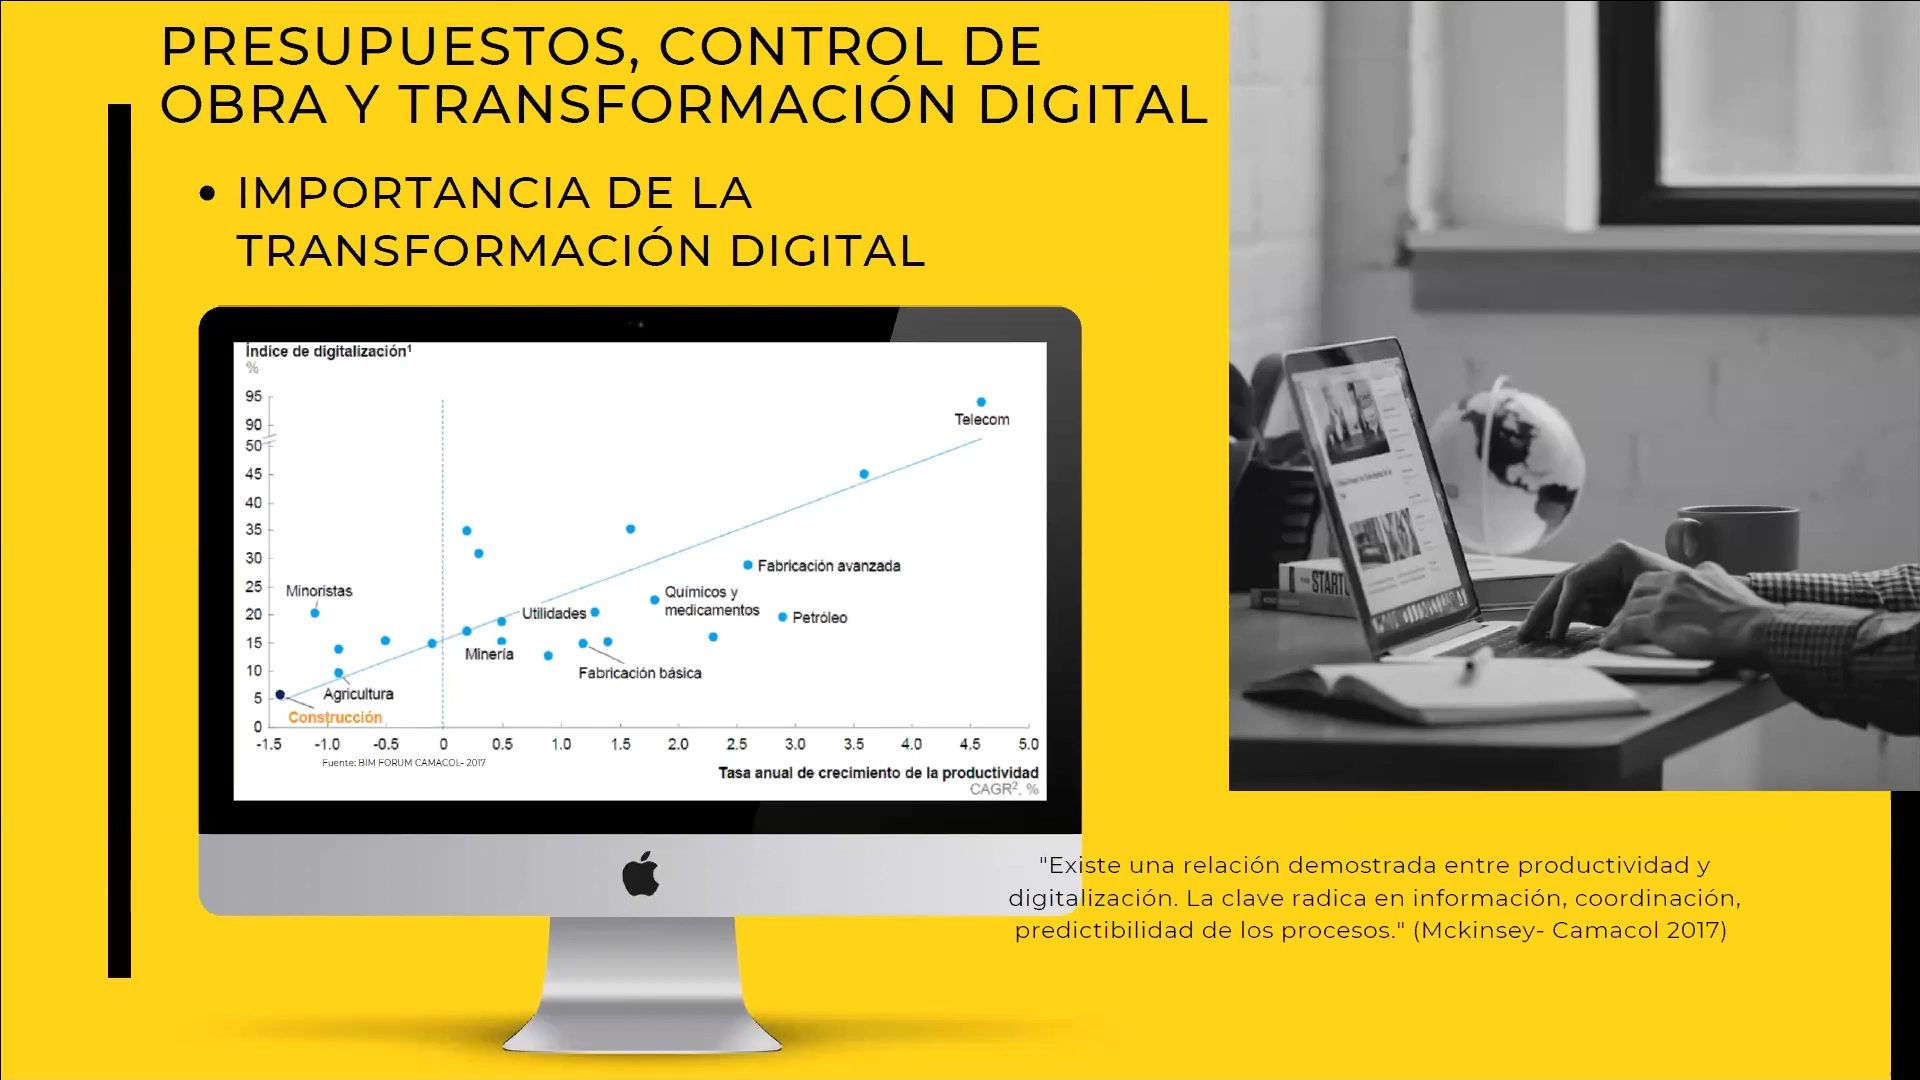 PRESUPUESTOS, CONTROL DE
OBRA Y TRANSFORMACIÓN DIGITAL
• IMPORTANCIA DE LA
TRANSFORMACIÓN DIGITAL
Índice de digitalización¹
%
95
90
50
45
40
35
30
25
20
15
10
5
0
Telecom
Fabricación avanzada
Minoristas
Químicos y
medicamentos
Utilidades
Petróleo
Minería
Fabricación básica
Agricultura
Construcción
-1.5 -1.0 -0.5 0 0.5 1.0 1.5 2.0 2.5 3.0 3.5 4.0 4.5 5.0
Fuente: BIM FORUM CAMACOL- 2017
Tasa anual de crecimiento de la productividad
CAGR², %
START
"Existe una relación demostrada entre productividad y
digitalización. La clave radica en información, coordinación,
predictibilidad de los procesos." (Mckinsey- Camacol 2017)